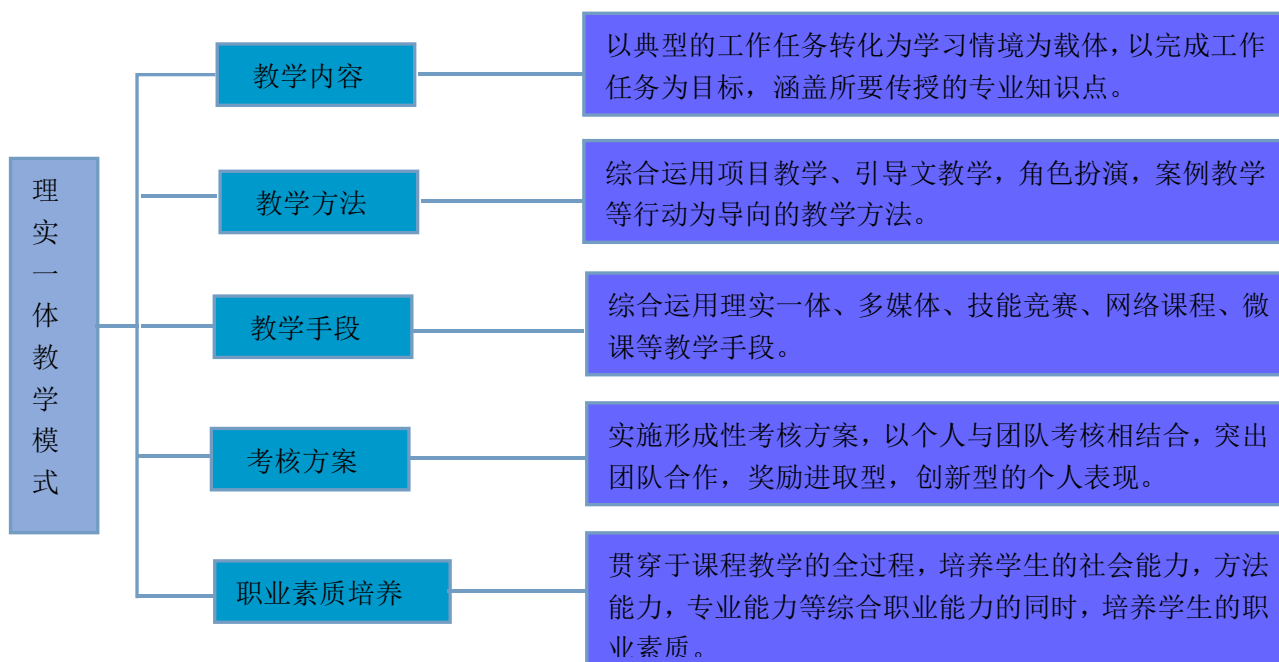 理
实
一
体
教
学
模
式
教学内容
以典型的工作任务转化为学习情境为载体，以完成工作
任务为目标，涵盖所要传授的专业知识点。
教学方法
综合运用项目教学、引导文教学，角色扮演，案例教学
等行动为导向的教学方法。
教学手段
综合运用理实一体、多媒体、技能竞赛、网络课程、微
课等教学手段。
考核方案
实施形成性考核方案，以个人与团队考核相结合，突出
团队合作，奖励进取型，创新型的个人表现。
职业素质培养
贯穿于课程教学的全过程，培养学生的社会能力，方法
能力，专业能力等综合职业能力的同时，培养学生的职
业素质。